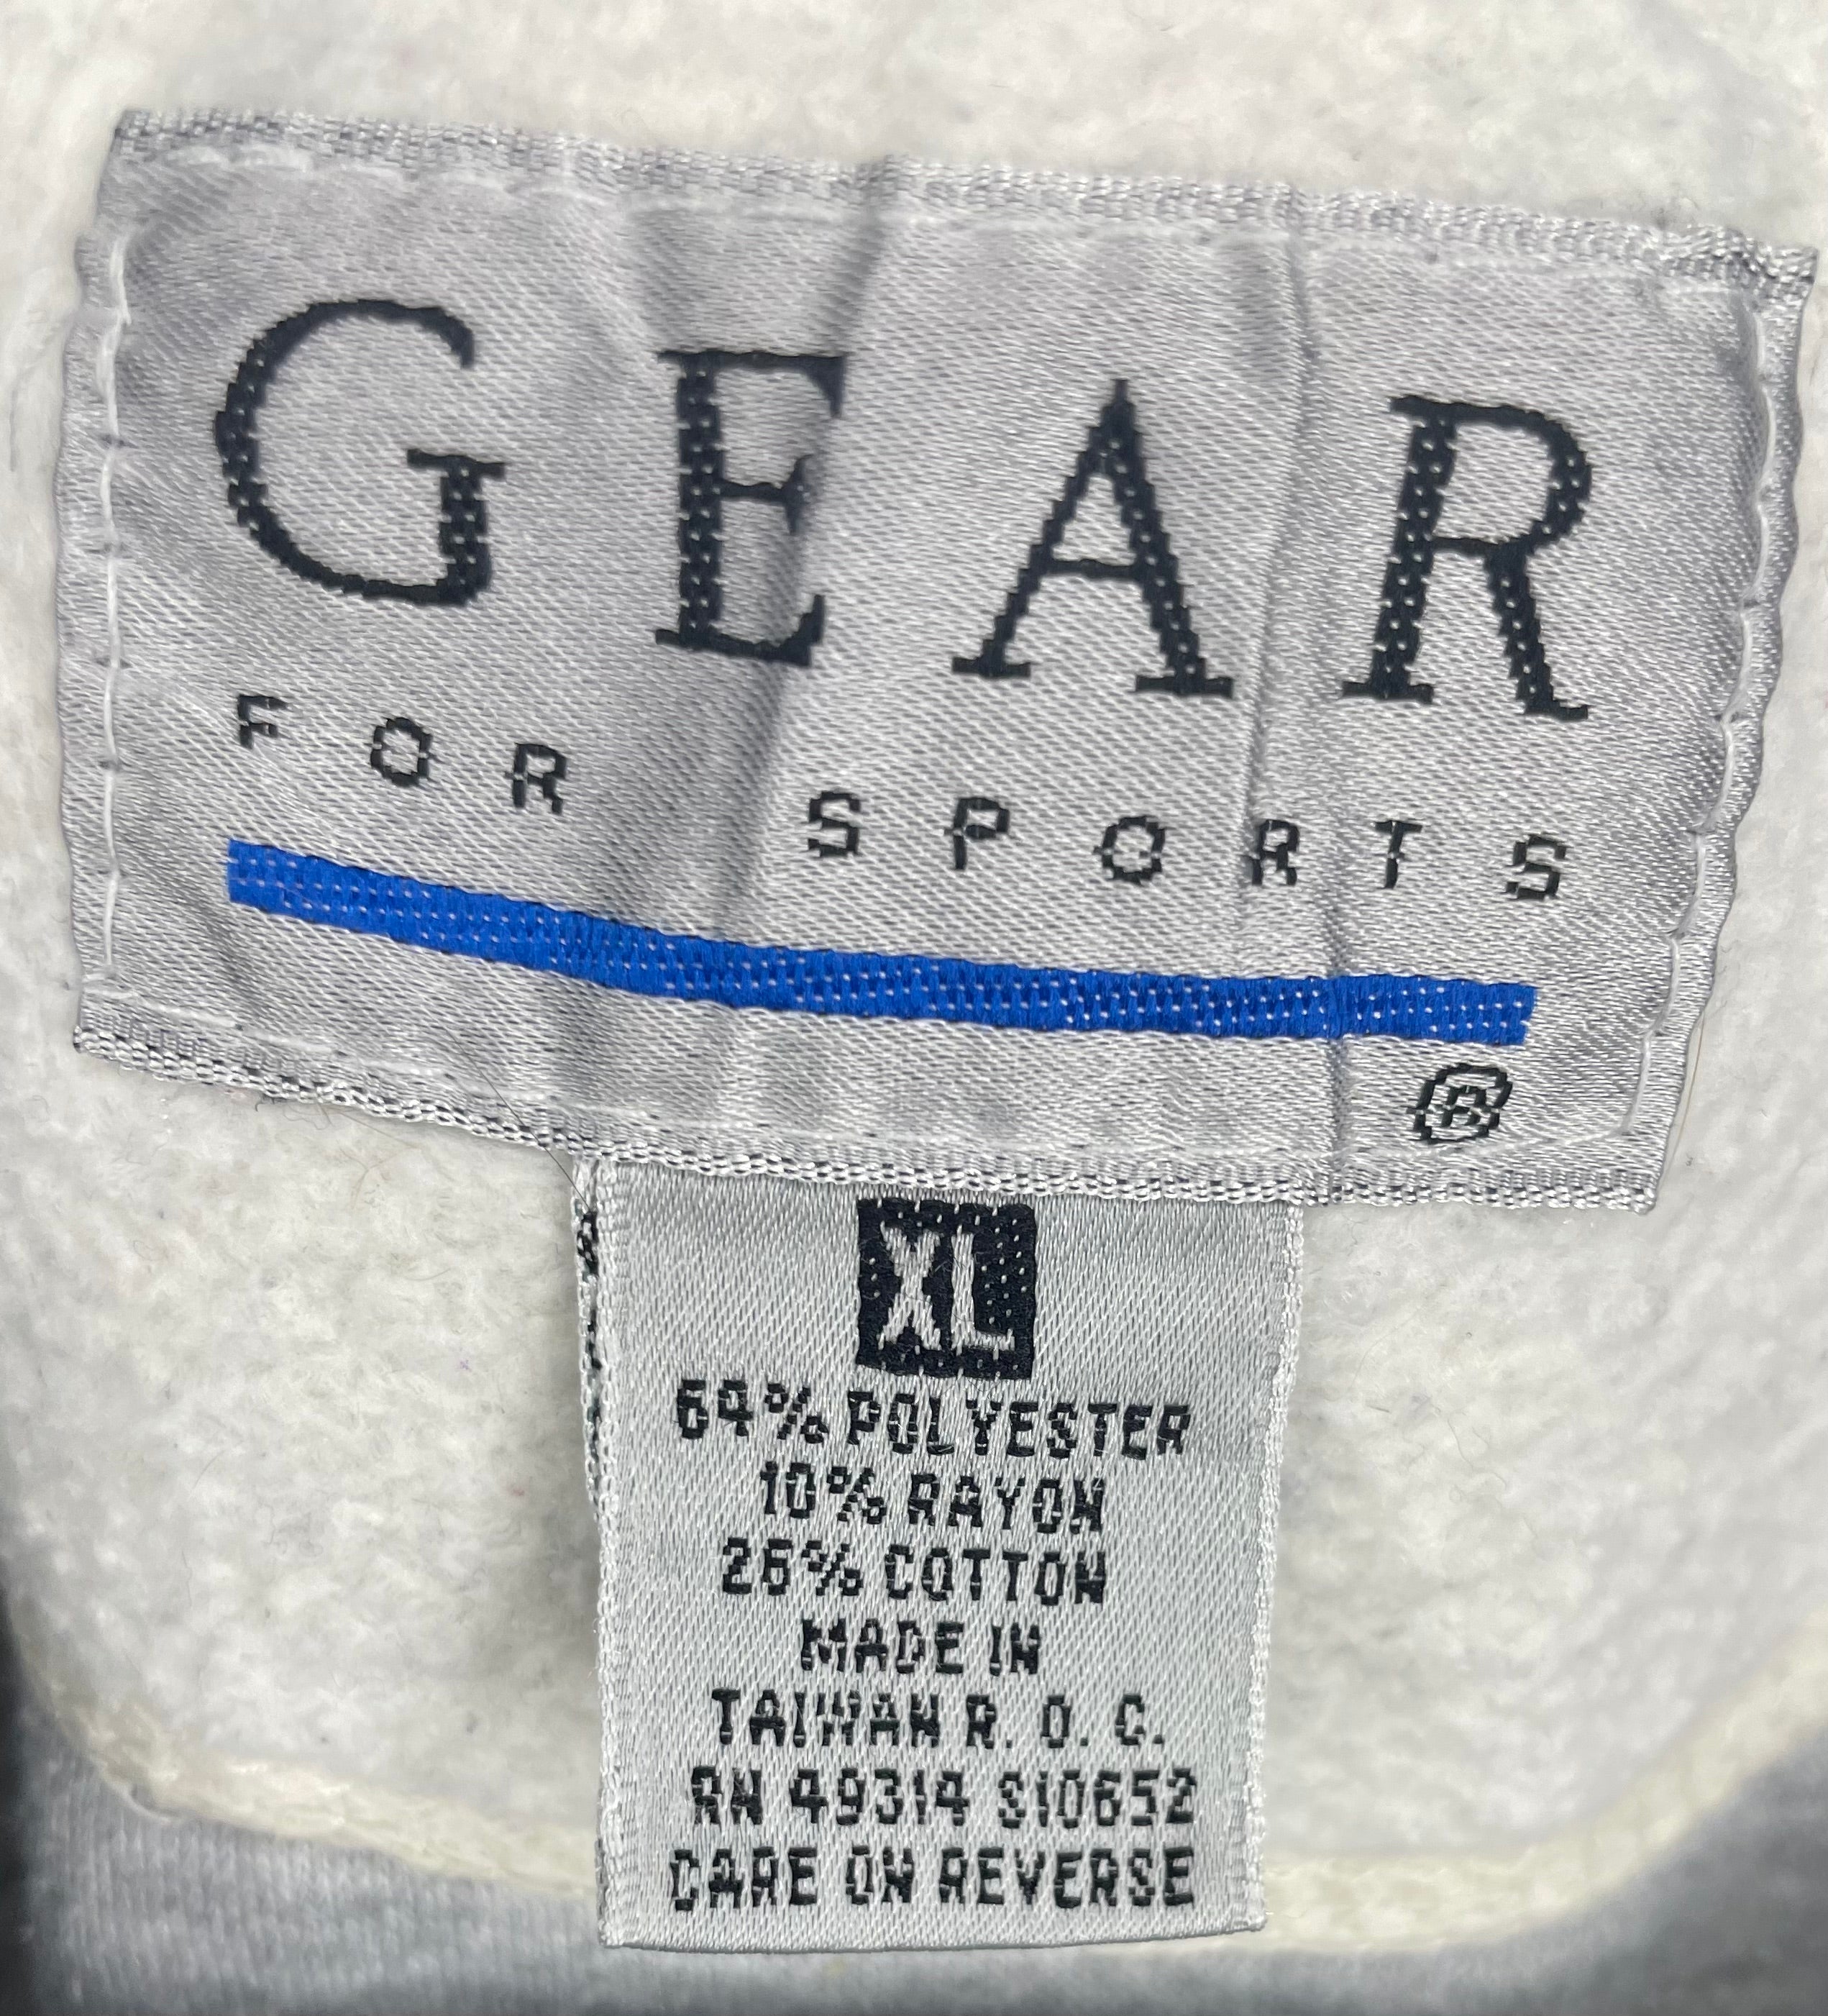 GEAR
FOR SPORTS
®
XL
64% POLYESTER
10% RAYON
26% COTTON
MADE IN
TAIWAN R. O. C.
RN 49314 S10652
CARE ON REVERSE